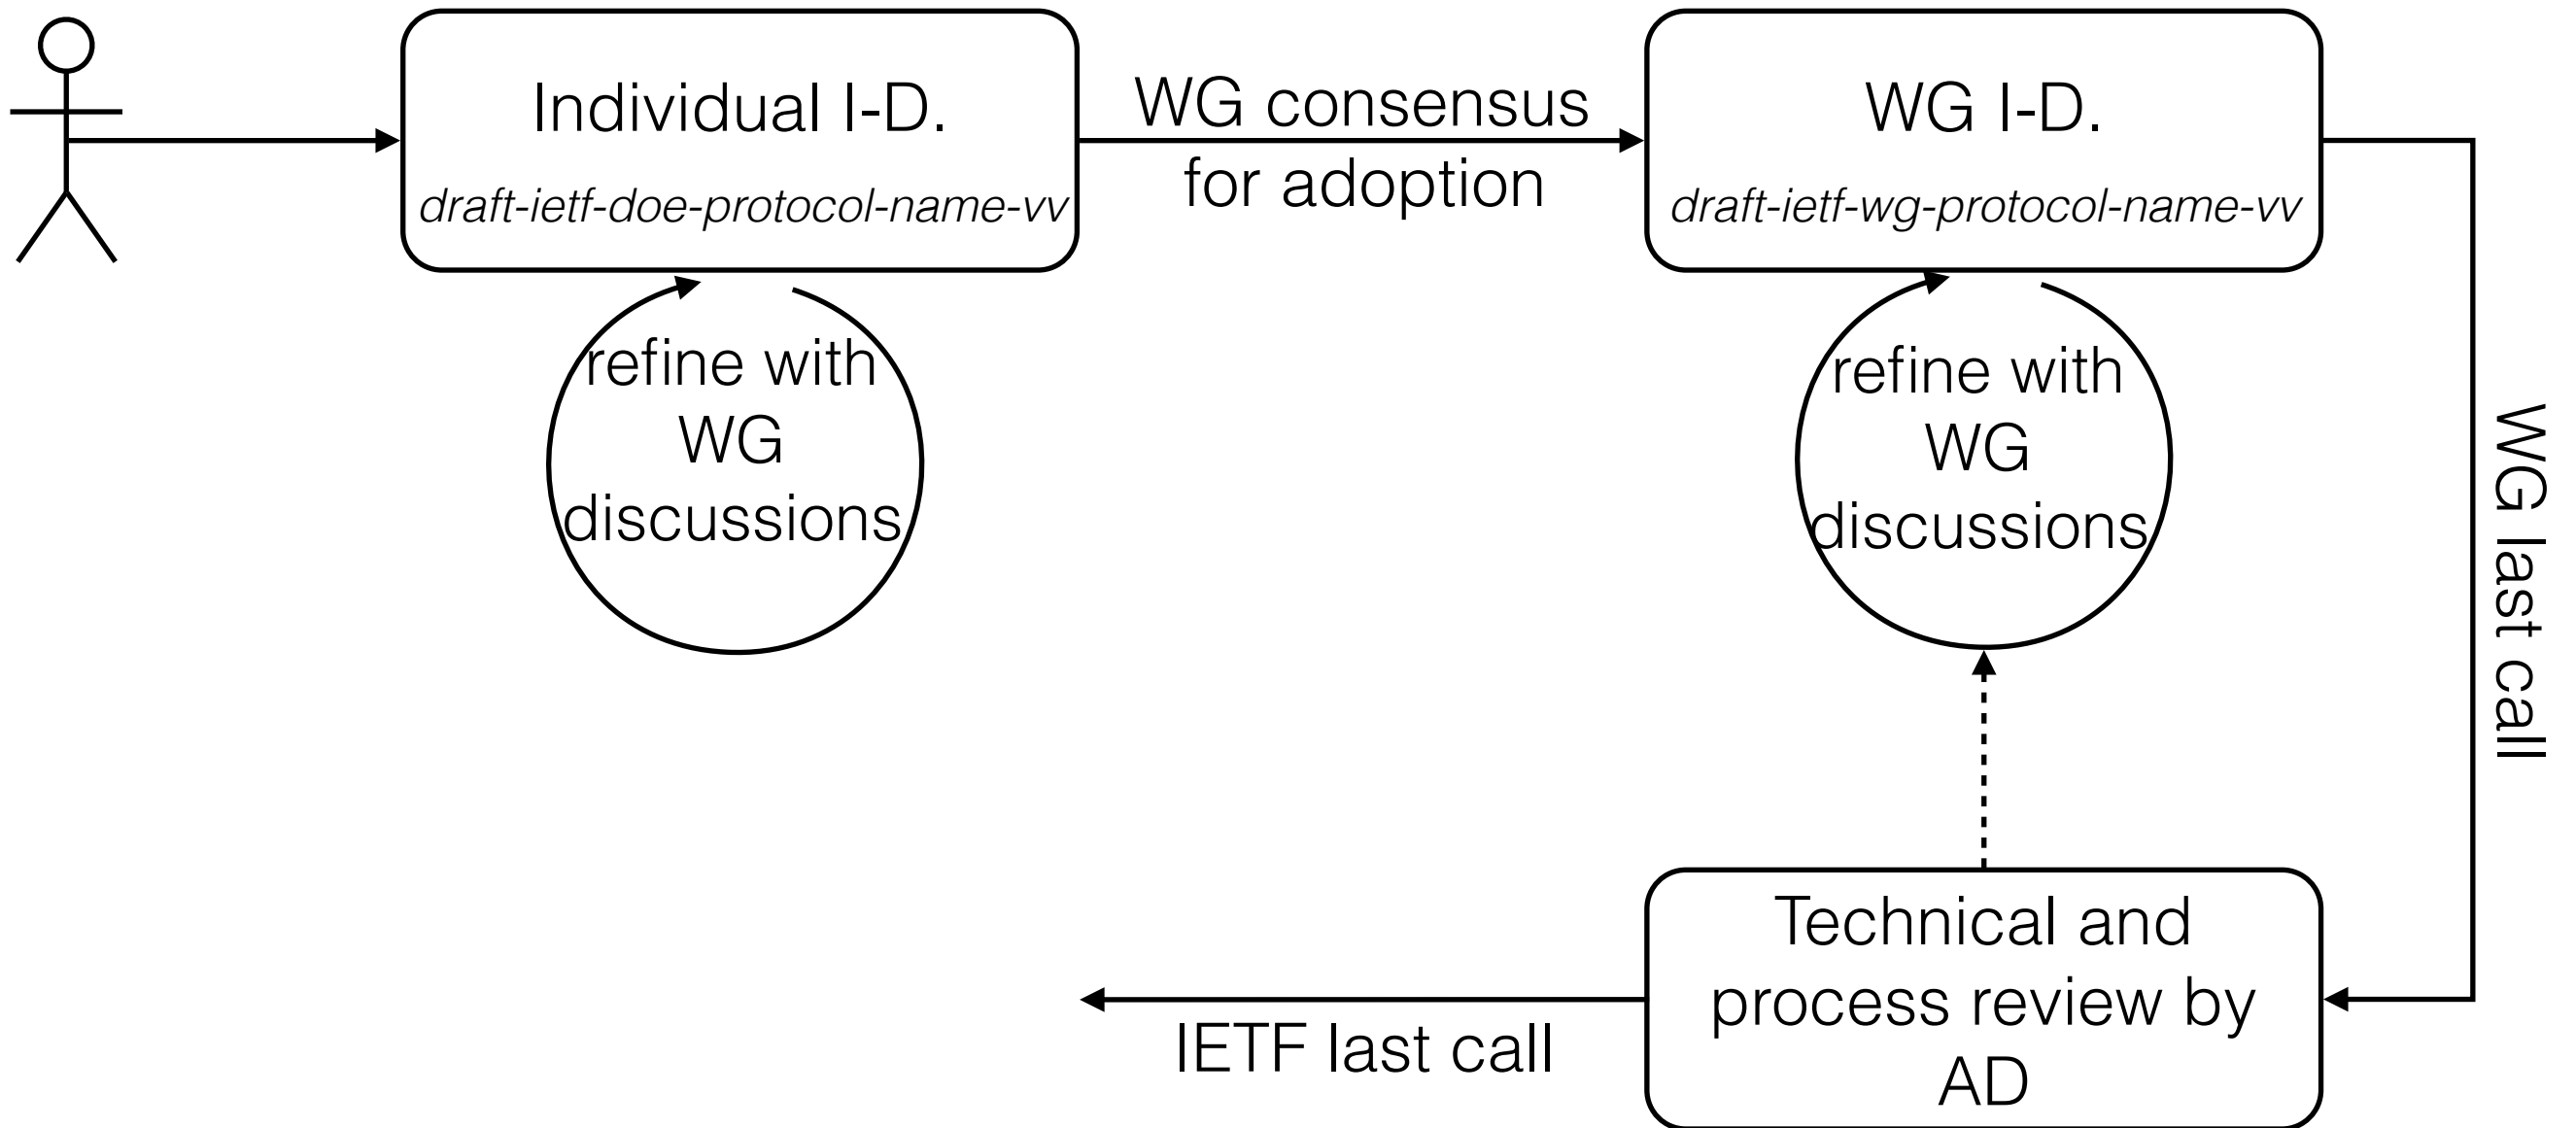 Individual I-D.
draft-ietf-doe-protocol-name-vv
WG consensus
for adoption
WG I-D.
draft-ietf-wg-protocol-name-vv
refine with
WG
discussions
refine with
WG
discussions
WG last call
Technical and
process review by
AD
IETF last call